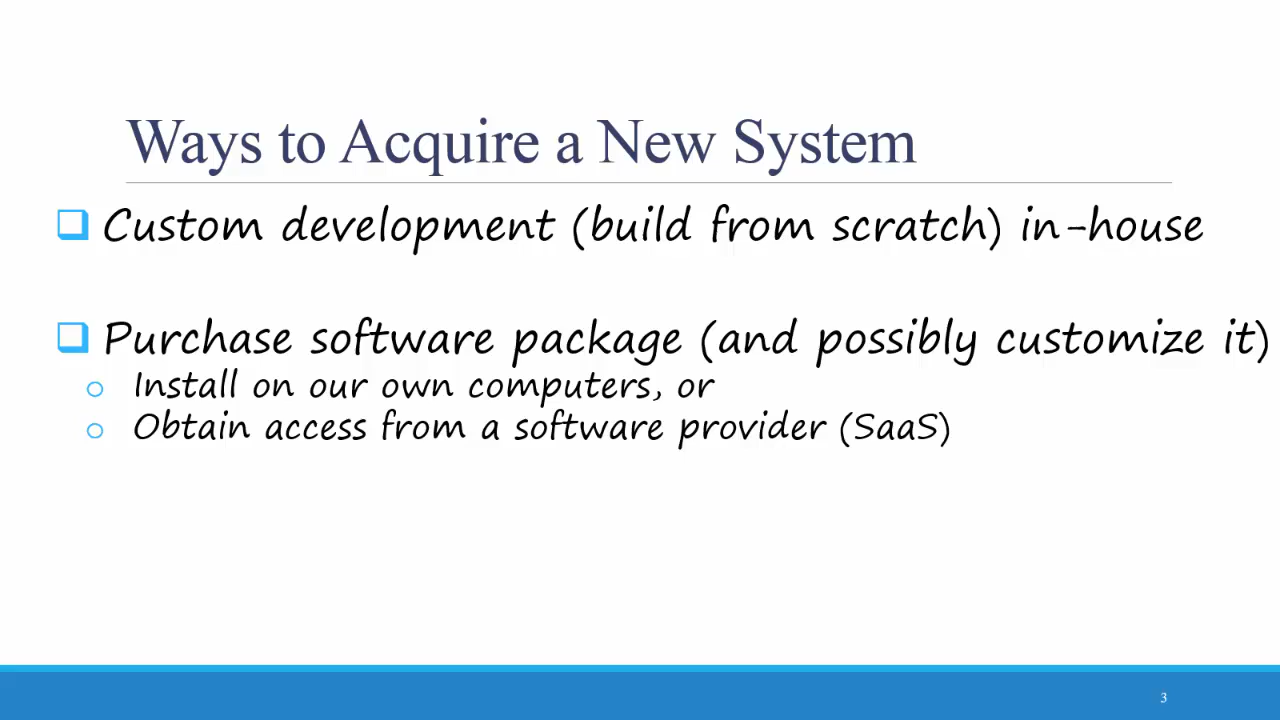 Ways to Acquire a New System
Custom development (build from scratch) in-house
Purchase software package (and possibly customize it)
Install on our own computers, or
Obtain access from a software provider (SaaS)
3